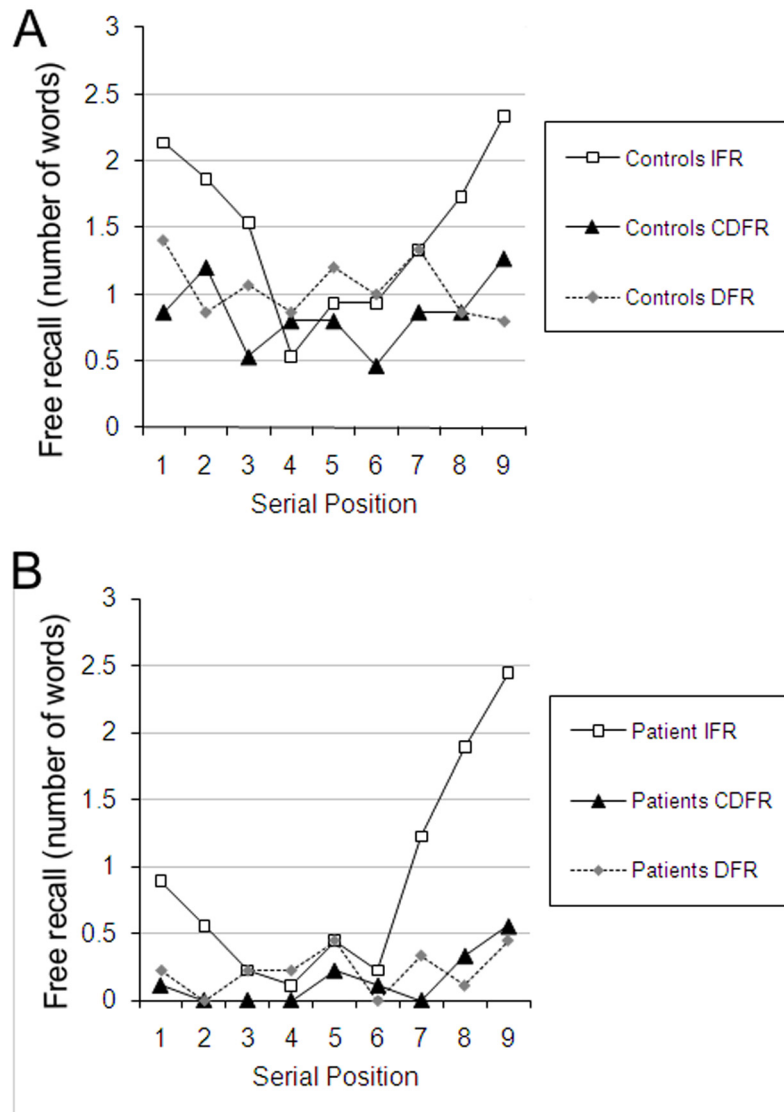 A
Free recall (number of words)
3
2.5
2
1.5
1
0.5
0
1 2 3 4 5 6 7 8 9
Serial Position
Controls IFR
Controls CDFR
Controls DFR
B
Free recall (number of words)
3
2.5
2
1.5
1
0.5
0
1 2 3 4 5 6 7 8 9
Serial Position
Patient IFR
Patients CDFR
Patients DFR